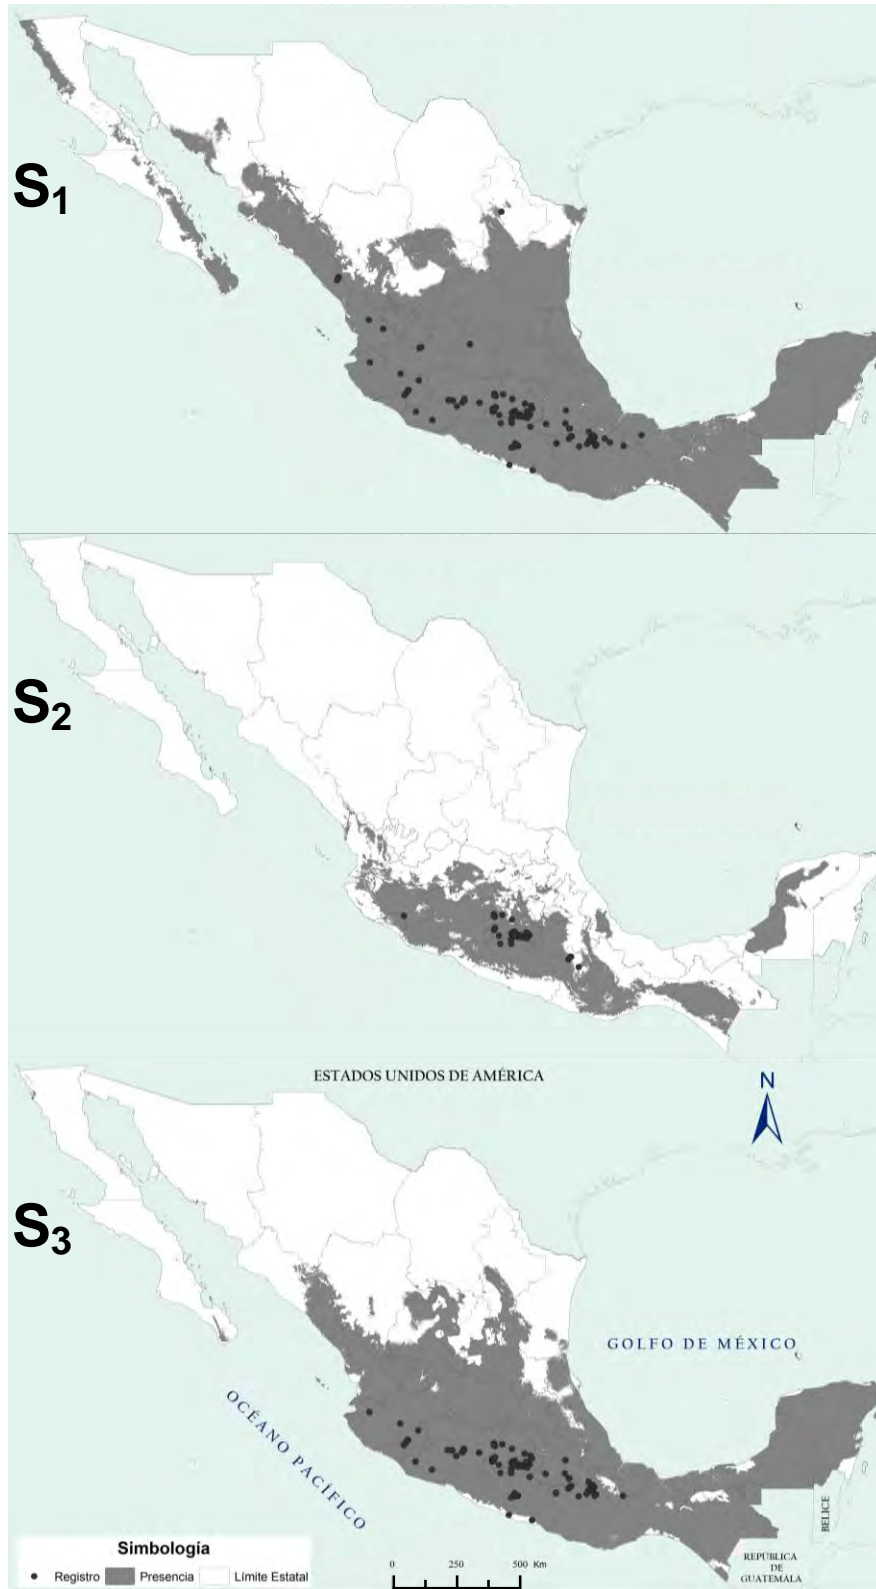 S1
S2
ESTADOS UNIDOS DE AMÉRICA
N
S3
GOLFO DE MÉXICO
OCÉANO PACÍFICO
BELICE
REPÚBLICA
DE
GUATEMALA
Simbología
Registro Presencia Límite Estatal
0 250 500 Km